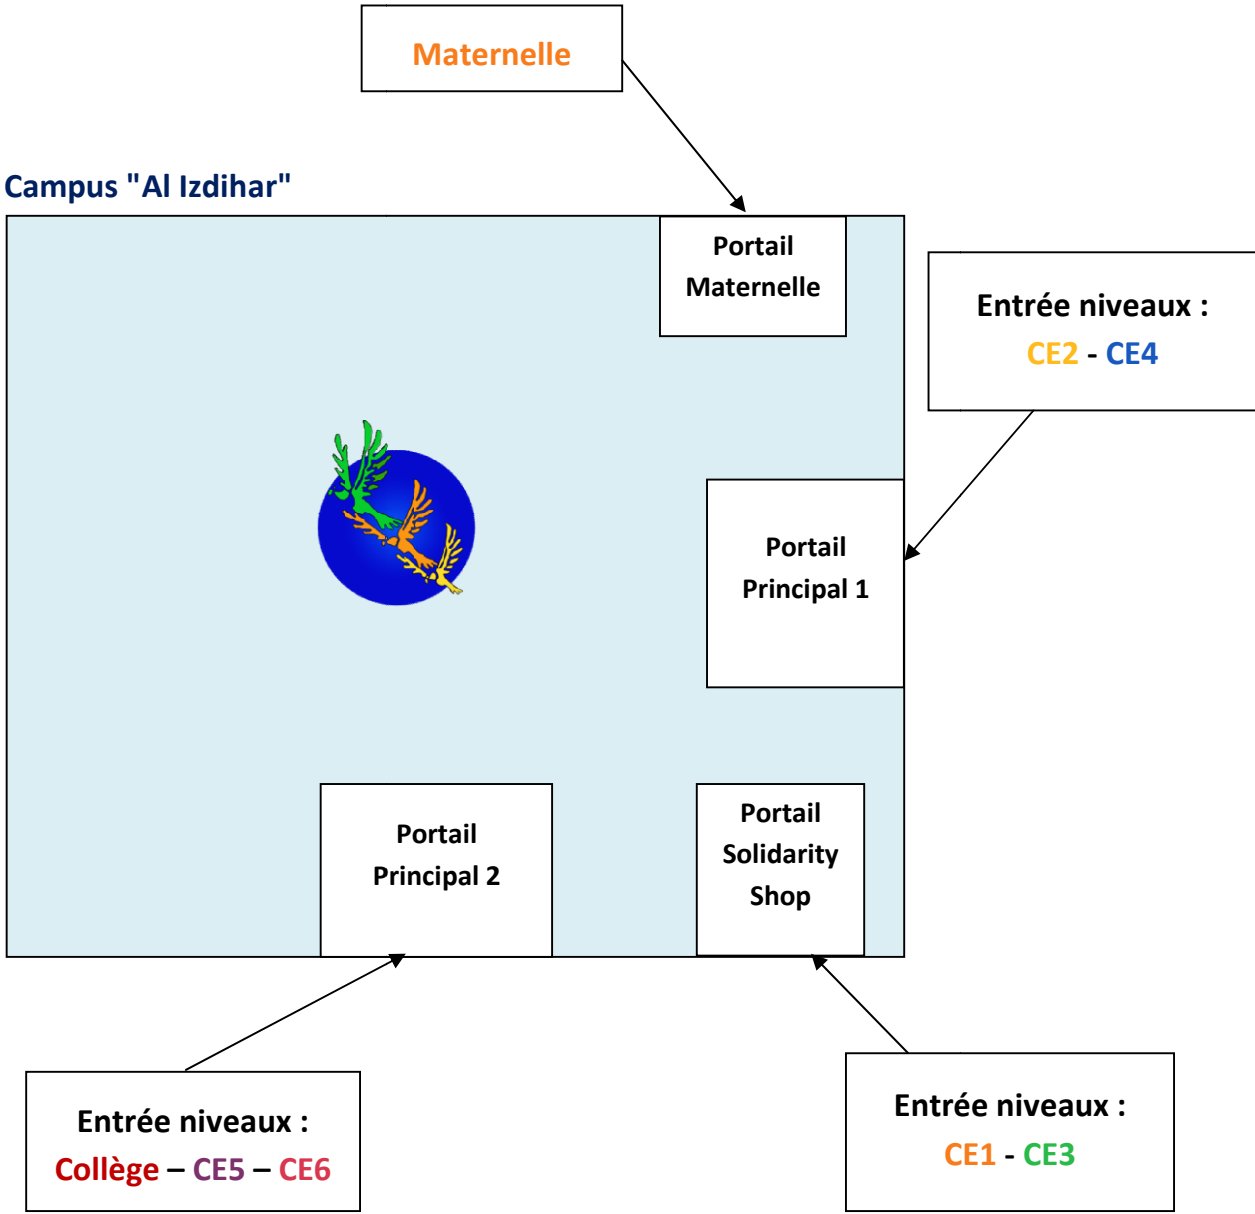 Maternelle
Campus "Al Izdihar"
Portail
Maternelle
Entrée niveaux :
CE2 - CE4
Portail
Principal 1
Portail
Principal 2
Portail
Solidarity
Shop
Entrée niveaux :
Collège – CE5 – CE6
Entrée niveaux :
CE1 - CE3